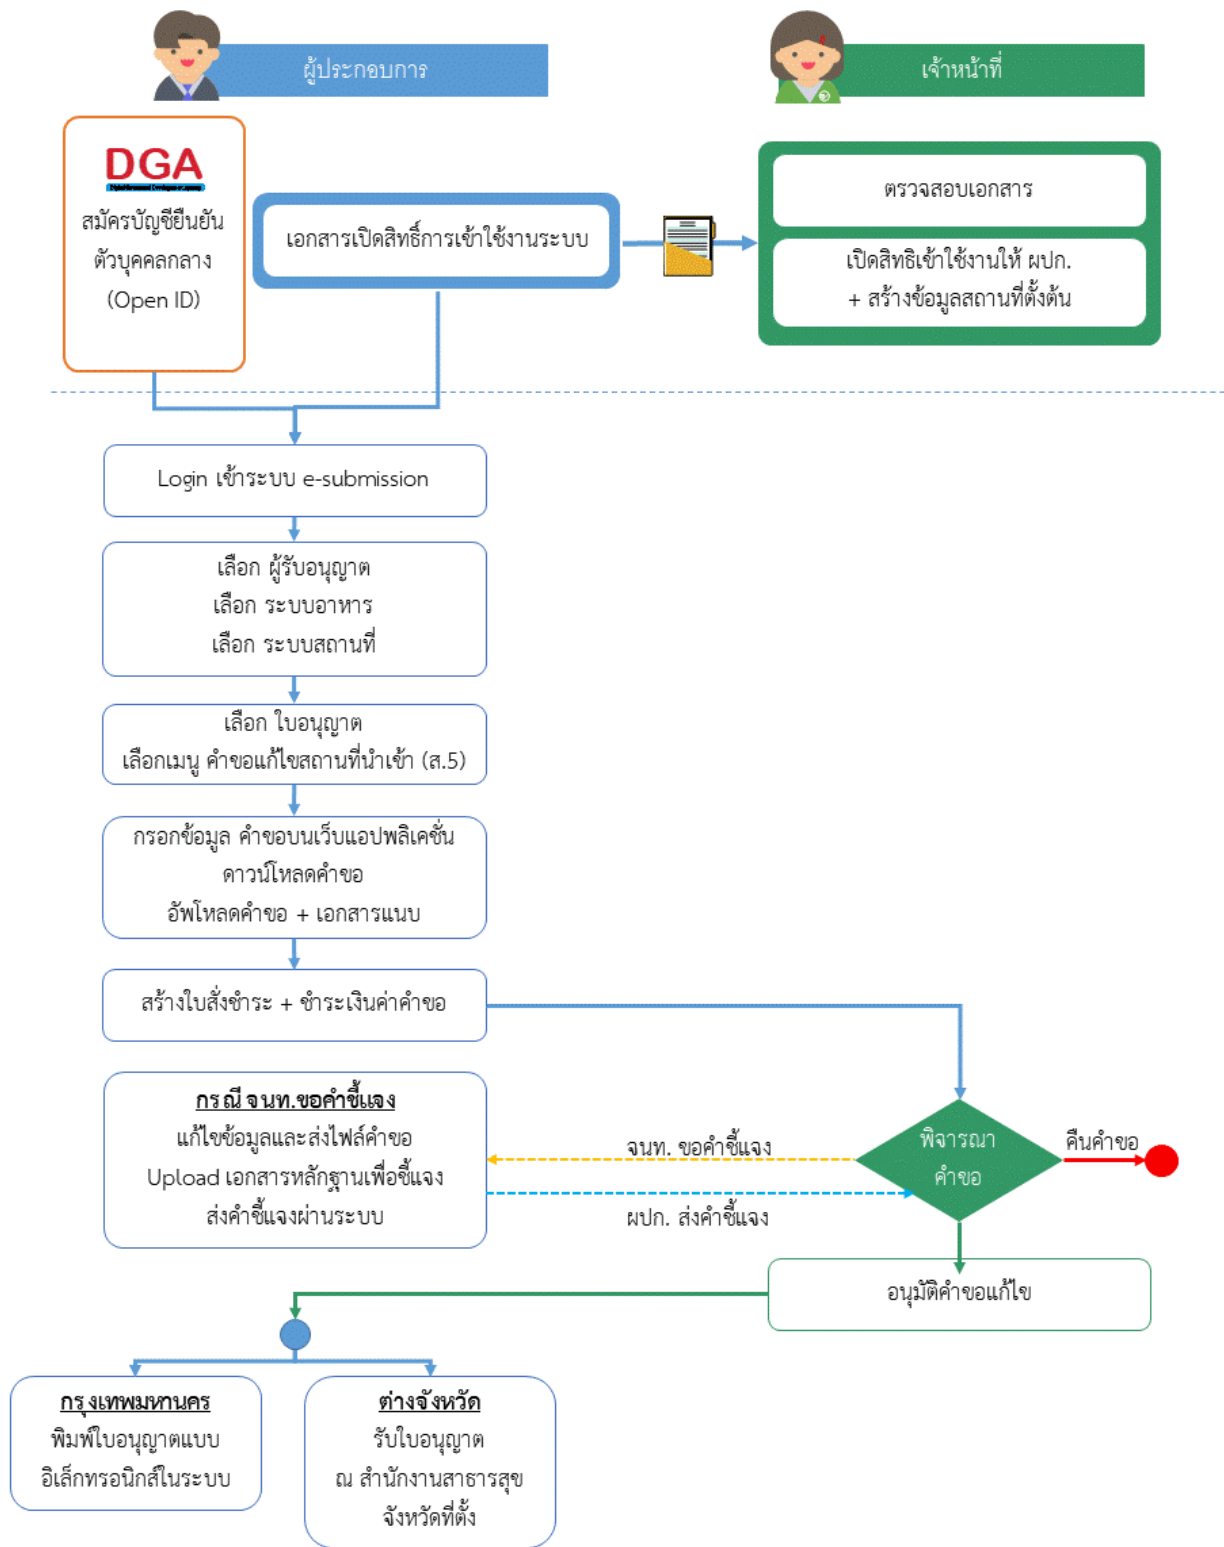 ผู้ประกอบการ
เจ้าหน้าที่
DGA
สมัครบัญชียืนยัน
ตัวบุคคลกลาง
(Open ID)
เอกสารเปิดสิทธิ์การเข้าใช้งานระบบ
ตรวจสอบเอกสาร
เปิดสิทธิเข้าใช้งานให้ ผปก.
+ สร้างข้อมูลสถานที่ตั้งต้น
Login เข้าระบบ e-submission
เลือก ผู้รับอนุญาต
เลือก ระบบอาหาร
เลือก ระบบสถานที่
เลือก ใบอนุญาต
เลือกเมนู คำขอแก้ไขสถานที่นำเข้า (ส.5)
กรอกข้อมูล คำขอบนเว็บแอปพลิเคชั่น
ดาวน์โหลดคำขอ
อัพโหลดคำขอ + เอกสารแนบ
สร้างใบสั่งชำระ + ชำระเงินค่าคำขอ
กรณี จนท.ขอคำชี้แจง
แก้ไขข้อมูลและส่งไฟล์คำขอ
Upload เอกสารหลักฐานเพื่อชี้แจง
ส่งคำชี้แจงผ่านระบบ
จนท. ขอคำชี้แจง
ผปก. ส่งคำชี้แจง
พิจารณา
คำขอ
คืนคำขอ
อนุมัติคำขอแก้ไข
กรุงเทพมหานคร
พิมพ์ใบอนุญาตแบบ
อิเล็กทรอนิกส์ในระบบ
ต่างจังหวัด
รับใบอนุญาต
ณ สำนักงานสาธารสุข
จังหวัดที่ตั้ง